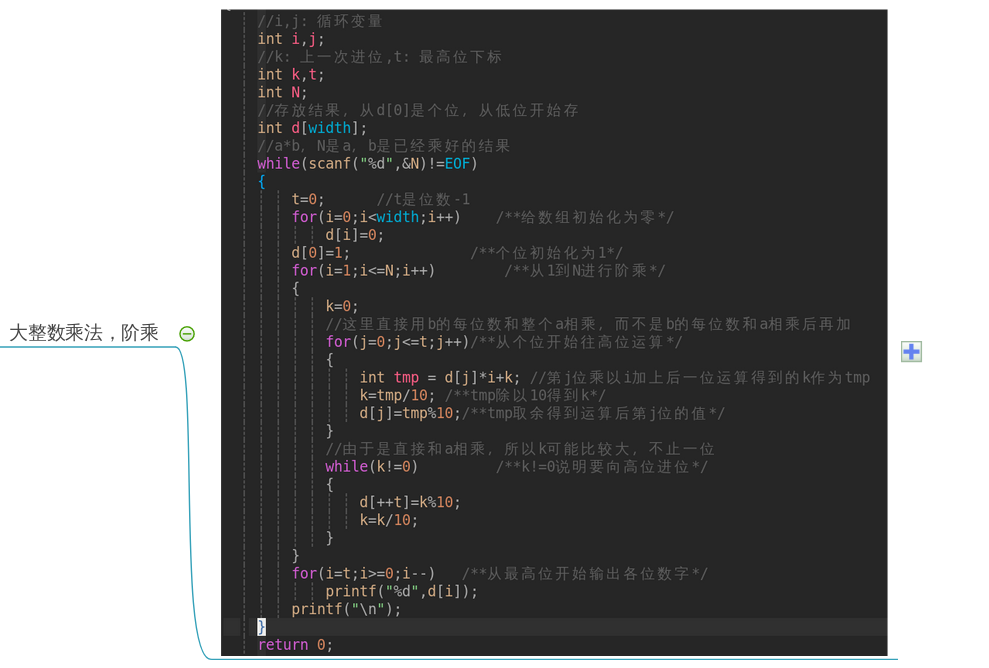 //i,j: 循环变量
int i,j;
//k: 上一次进位,t: 最高位下标
int k,t;
int N;
//存放结果, 从d[0]是个位, 从低位开始存
int d[width];
//a*b, N是a, b是已经乘好的结果
while(scanf("%d",&N)!=EOF)
{
t=0; //t是位数-1
for(i=0;i<width;i++) /**给数组初始化为零*/
d[i]=0;
d[0]=1; /**个位初始化为1*/
for(i=1;i<=N;i++) /**从1到N进行阶乘*/
{
k=0;
//这里直接用b的每位数和整个a相乘, 而不是b的每位数和a相乘后再加
大整数乘法，阶乘
for(j=0;j<=t;j++)/**从个位开始往高位运算*/
{
int tmp = d[j]*i+k; //第j位乘以i加上后一位运算得到的k作为tmp
k=tmp/10; /**tmp除以10得到k*/
d[j]=tmp%10;/**tmp取余得到运算后第j位的值*/
}
//由于是直接和a相乘, 所以k可能比较大, 不止一位
while(k!=0) /**k!=0说明要向高位进位*/
{
d[++t]=k%10;
k=k/10;
}
}
for(i=t;i>=0;i--) /**从最高位开始输出各位数字*/
printf("%d",d[i]);
printf("\n");
}
return 0;